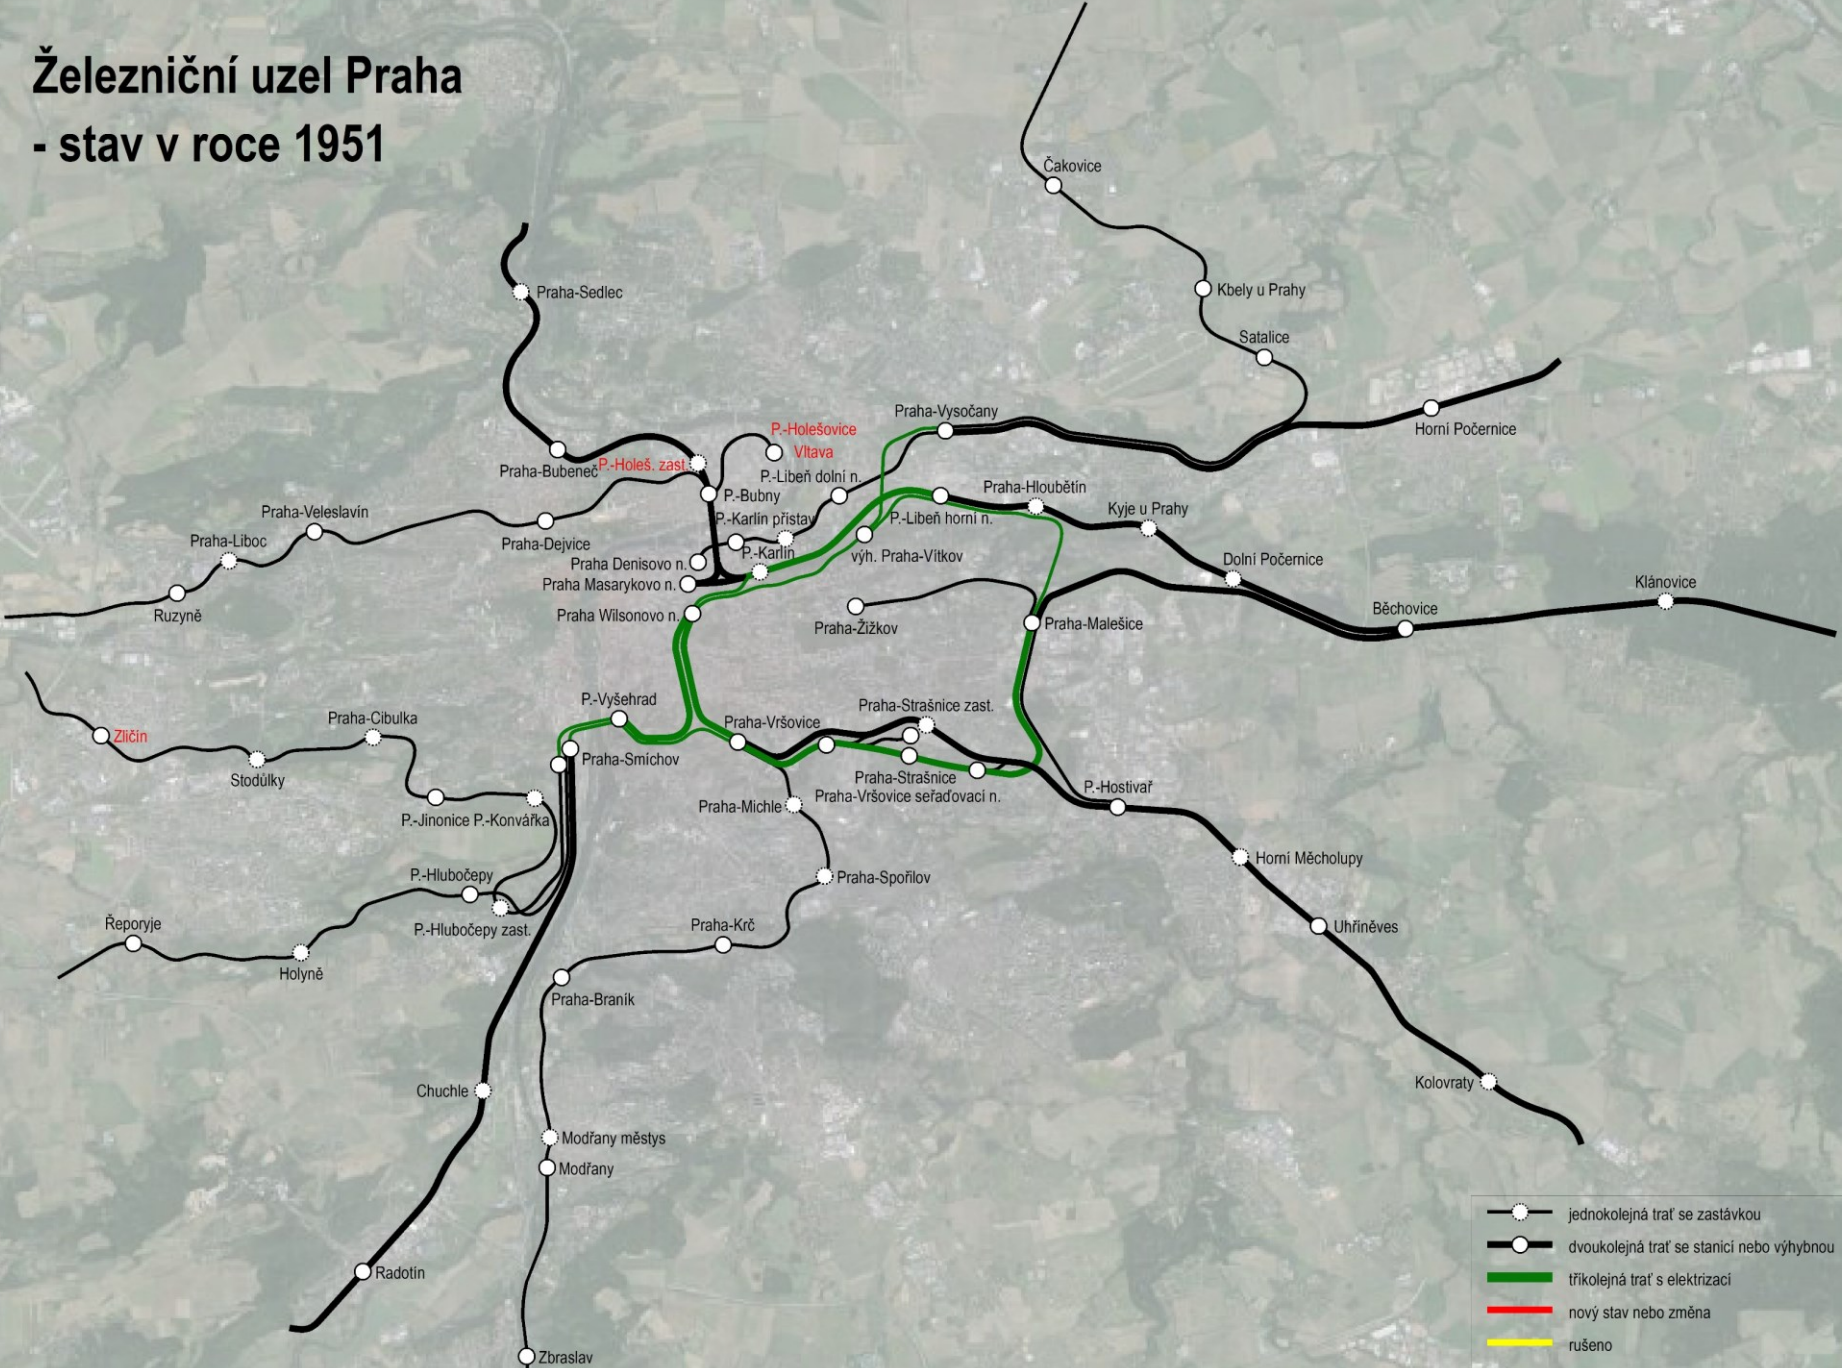 Železniční uzel Praha
- stav v roce 1951
Čakovice
Praha-Sedlec
Kbely u Prahy
Satalice
Praha-Vysočany
Horní Počernice
P.-Holešovice
Vltava
Praha-Bubeneč
P.-Holeš. zast.
P.-Libeň dolní n.
P.-Bubny
Praha-Hloubětín
Kyje u Prahy
Praha-Veleslavín
P.-Karlín přístav
P.-Libeň horní n.
Praha-Liboc
Praha-Dejvice
P.-Karlín
výh. Praha-Vítkov
Praha Denisovo n.
Dolní Počernice
Praha Masarykovo n.
Klánovice
Ruzyně
Praha Wilsonovo n.
Praha-Žižkov
Praha-Malešice
Běchovice
P.-Vyšehrad
Praha-Strašnice zast.
Praha-Cibulka
Praha-Vršovice
Zličín
Praha-Smíchov
Stodůlky
Praha-Strašnice
Praha-Vršovice seřaďovací n.
P.-Hostivař
Praha-Michle
P.-Jinonice
P.-Konvářka
Horní Měcholupy
P.-Hlubočepy
Praha-Spořilov
Řeporyje
P.-Hlubočepy zast.
Praha-Krč
Uhříněves
Holyně
Praha-Braník
Chuchle
Kolovraty
Modřany městys
Modřany
Radotín
Zbraslav
jednokolejná trať se zastávkou
dvoukolejná trať se stanicí nebo výhybnou
tříkolejná trať s elektrizací
nový stav nebo změna
rušeno